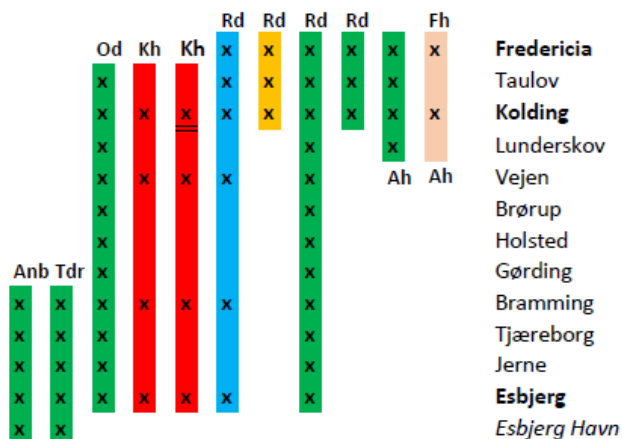 Rd Rd Rd Rd Fh
Od Kh Kh x x x x x x Fredericia
x x x x x x Taulov
x x x x x x x x x Kolding
x x x Lunderskov
x x x x x Ah Ah Vejen
x x Brørup
x x Holsted
Anb Tdr x x Gørding
x x x x x x x Bramming
x x x x Tjæreborg
x x x x Jerne
x x x x x x x Esbjerg
x x Esbjerg Havn